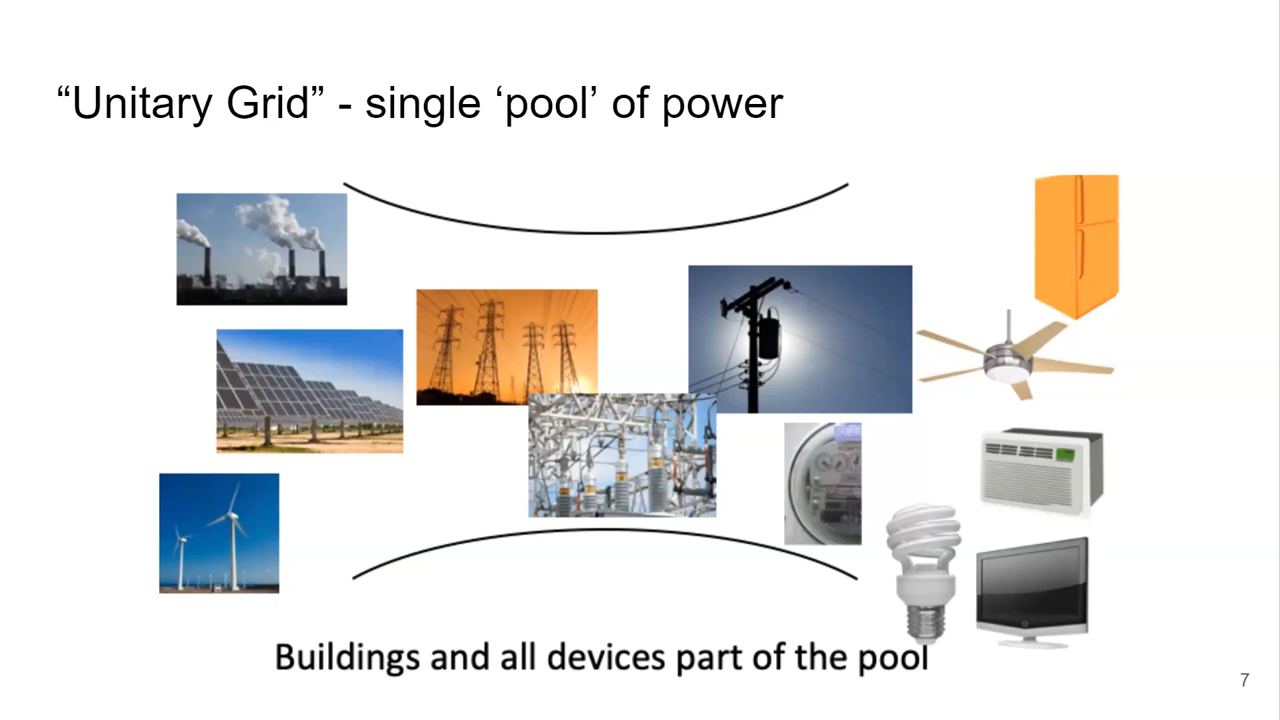 “Unitary Grid” - single ‘pool’ of power
Buildings and all devices part of the pool
7